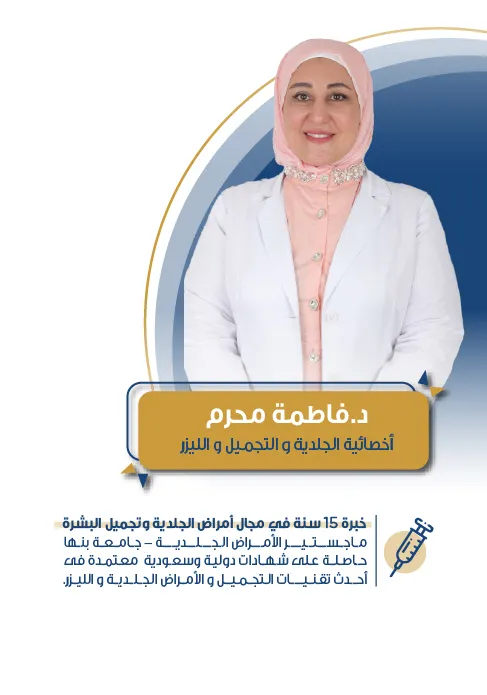 د.فاطمة محرم
أخصائية الجلدية و التجميل و الليزر
خبرة 15 سنة في مجال أمراض الجلدية وتجميل البشرة
ماجستير الأمراض الجلدية – جامعة بنها
حاصلة على شهادات دولية وسعودية معتمدة فى
أحدث تقنيات التجميل و الأمراض الجلدية و الليزر.